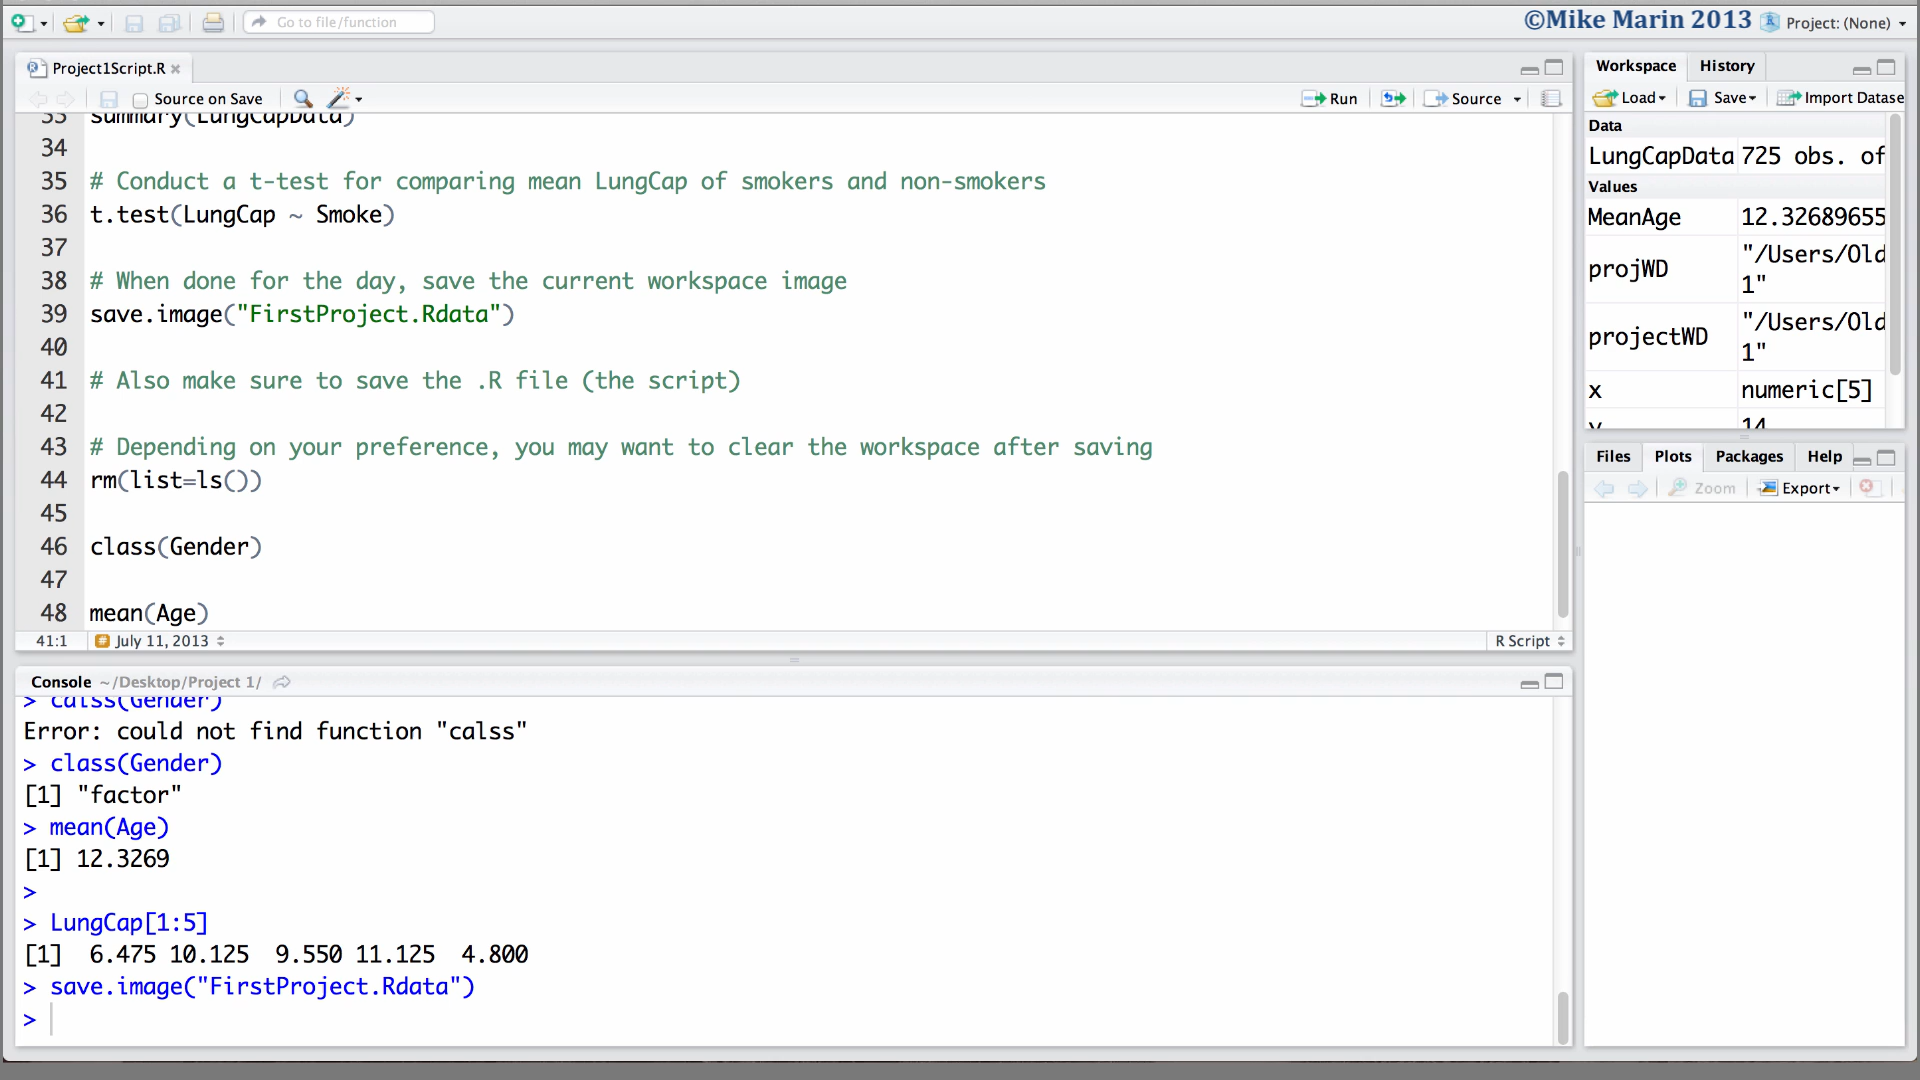 Go to file/function
©Mike Marin 2013
Project: (None)
Project1Script.R
Source on Save
Run
Source
33 summary(LungCapData)
34
35 # Conduct a t-test for comparing mean LungCap of smokers and non-smokers
36 t.test(LungCap ~ Smoke)
37
38 # When done for the day, save the current workspace image
39 save.image("FirstProject.Rdata")
40
41 # Also make sure to save the .R file (the script)
42
43 # Depending on your preference, you may want to clear the workspace after saving
44 rm(list=ls())
45
46 class(Gender)
47
48 mean(Age)
41:1 July 11, 2013
R Script
Console ~/Desktop/Project 1/
> calss(Gender)
Error: could not find function "calss"
> class(Gender)
[1] "factor"
> mean(Age)
[1] 12.3269
>
> LungCap[1:5]
[1]  6.475 10.125  9.550 11.125  4.800
> save.image("FirstProject.Rdata")
>
Workspace History
Load Save Import Datase
Data
LungCapData 725 obs. of
Values
MeanAge 12.32689655
projWD "/Users/Old
1"
projectWD "/Users/Old
1"
x numeric[5]
y 14
Files Plots Packages Help
Zoom Export